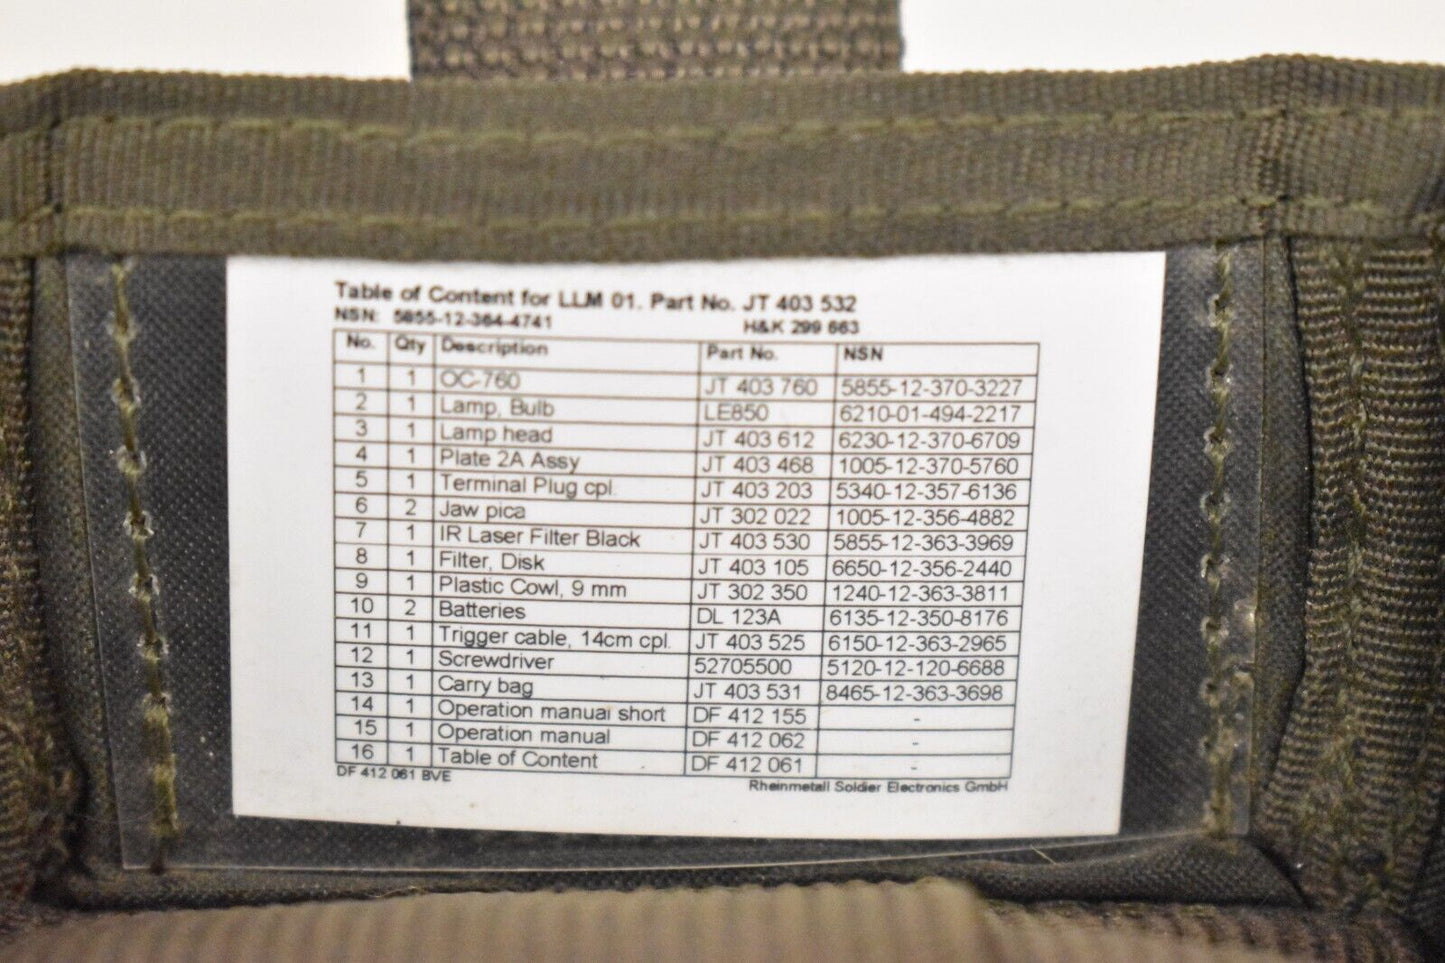 Table of Content for LLM 01. Part No. JT 403 532
NSN: 5855-12-364-4741 H&K 299 663
No. Qty Description Part No. NSN
1 1 OC-760 JT 403 760 5855-12-370-3227
2 1 Lamp, Bulb LE850 6210-01-494-2217
3 1 Lamp head JT 403 612 6230-12-370-6709
4 1 Plate 2A Assy JT 403 468 1005-12-370-5760
5 1 Terminal Plug cpl. JT 403 203 5340-12-357-6136
6 2 Jaw pica JT 302 022 1005-12-356-4882
7 1 IR Laser Filter Black JT 403 530 5855-12-363-3969
8 1 Filter, Disk JT 403 105 6650-12-356-2440
9 1 Plastic Cowl, 9 mm JT 302 350 1240-12-363-3811
10 2 Batteries DL 123A 6135-12-350-8176
11 1 Trigger cable, 14cm cpl. JT 403 525 6150-12-363-2965
12 1 Screwdriver 52705500 5120-12-120-6688
13 1 Carry bag JT 403 531 8465-12-363-3698
14 1 Operation manual short DF 412 155 -
15 1 Operation manual DF 412 062 -
16 1 Table of Content DF 412 061 -
DF 412 061 BVE Rheinmetall Soldier Electronics GmbH